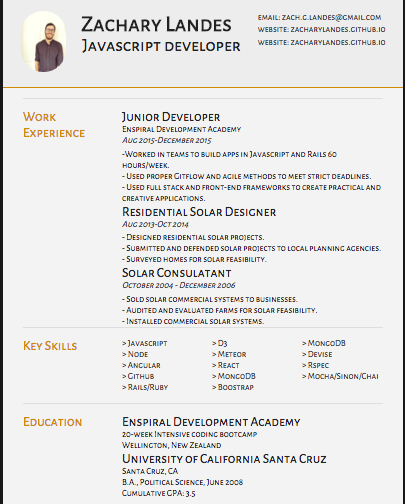 Zachary Landes
Javascript developer
email: zach.g.landes@gmail.com
website: zacharylandes.github.io
website: zacharylandes.github.io
Work
Experience
Junior Developer
Enspiral Development Academy
Aug 2015-December 2015
-Worked in teams to build apps in Javascript and Rails 60
hours/week.
- Used proper Gitflow and agile methods to meet strict deadlines.
- Used full stack and front-end frameworks to create practical and
creative applications.
Residential Solar Designer
Aug 2013-Oct 2014
- Designed residential solar projects.
- Submitted and defended solar projects to local planning agencies.
- Surveyed homes for solar feasibility.
Solar Consulatant
October 2004 - December 2006
- Sold solar commercial systems to businesses.
- Audited and evaluated farms for solar feasibility.
- Installed commercial solar systems.
Key Skills
> Javascript
> Node
> Angular
> Github
> Rails/Ruby
> D3
> Meteor
> React
> MongoDB
> Boostrap
> MongoDB
> Devise
> Rspec
> Mocha/Sinon/Chai
Education
Enspiral Development Academy
20-week Intensive coding bootcamp
Wellington, New Zealand
University of California Santa Cruz
Santa Cruz, CA
B.A., Political Science, June 2008
Cumulative GPA: 3.5